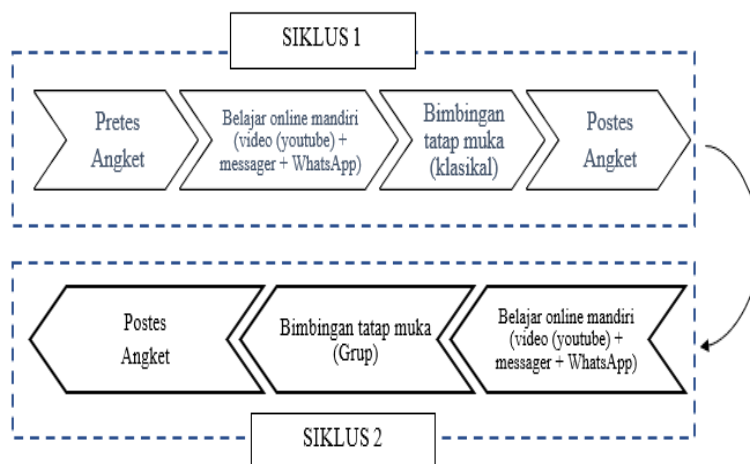 SIKLUS 1
Pretes
Angket
Belajar online mandiri
(video (youtube) +
messager + WhatsApp)
Bimbingan
tatap muka
(klasikal)
Postes
Angket
Belajar online mandiri
(video (youtube) +
messager + WhatsApp)
Bimbingan tatap muka
(Grup)
Postes
Angket
SIKLUS 2